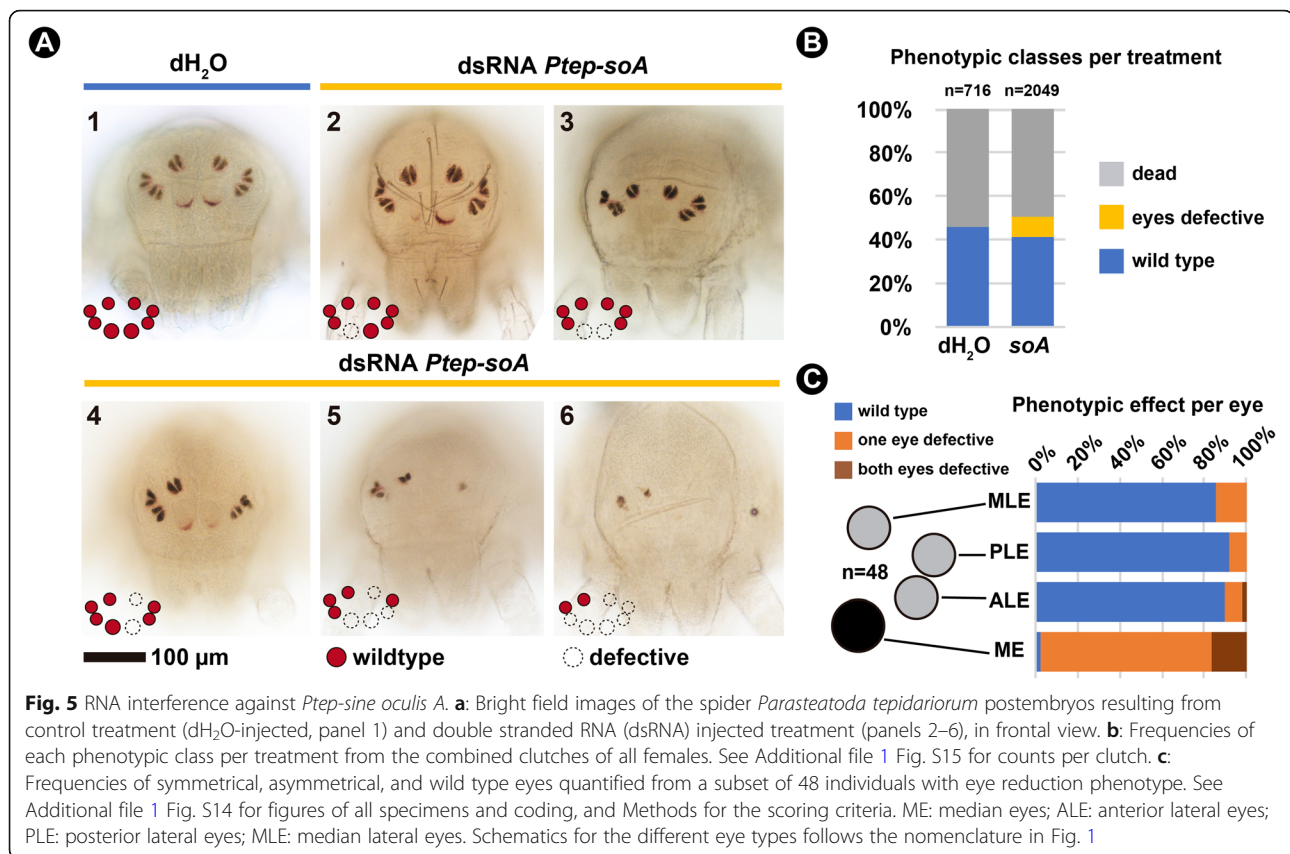 A
dH₂O
dsRNA Ptep-soA
1
2
3
dsRNA Ptep-soA
4
5
6
100 µm
wildtype
defective
B
Phenotypic classes per treatment
n=716 n=2049
100%
80%
60%
40%
20%
0%
dH₂O
soA
dead
eyes defective
wild type
C
Phenotypic effect per eye
wild type
one eye defective
both eyes defective
0% 20% 40% 60% 80% 100%
MLE
PLE
n=48
ALE
ME
Fig. 5 RNA interference against Ptep-sine oculis A. a: Bright field images of the spider Parasteatoda tepidariorum postembryos resulting from
control treatment (dH₂O-injected, panel 1) and double stranded RNA (dsRNA) injected treatment (panels 2–6), in frontal view. b: Frequencies of
each phenotypic class per treatment from the combined clutches of all females. See Additional file 1 Fig. S15 for counts per clutch. c:
Frequencies of symmetrical, asymmetrical, and wild type eyes quantified from a subset of 48 individuals with eye reduction phenotype. See
Additional file 1 Fig. S14 for figures of all specimens and coding, and Methods for the scoring criteria. ME: median eyes; ALE: anterior lateral eyes;
PLE: posterior lateral eyes; MLE: median lateral eyes. Schematics for the different eye types follows the nomenclature in Fig. 1